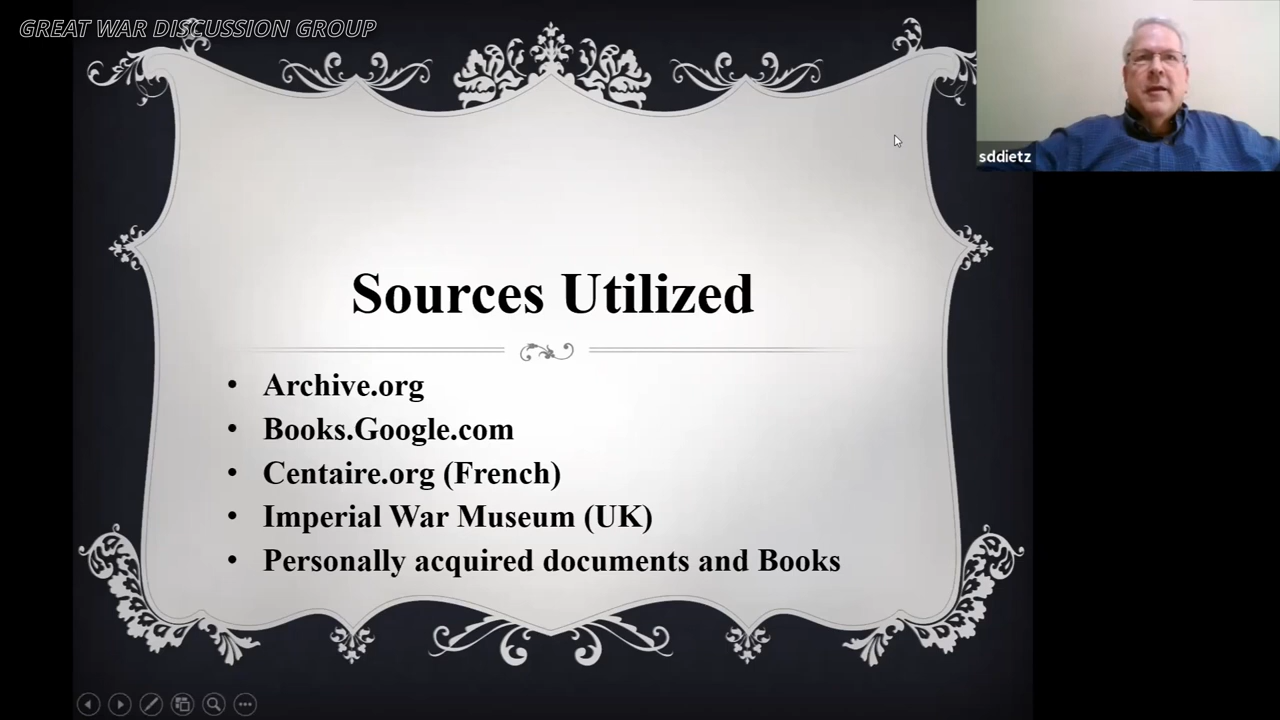 GREAT WAR DISCUSSION GROUP
sddietz
Sources Utilized
• Archive.org
• Books.Google.com
• Centaire.org (French)
• Imperial War Museum (UK)
• Personally acquired documents and Books